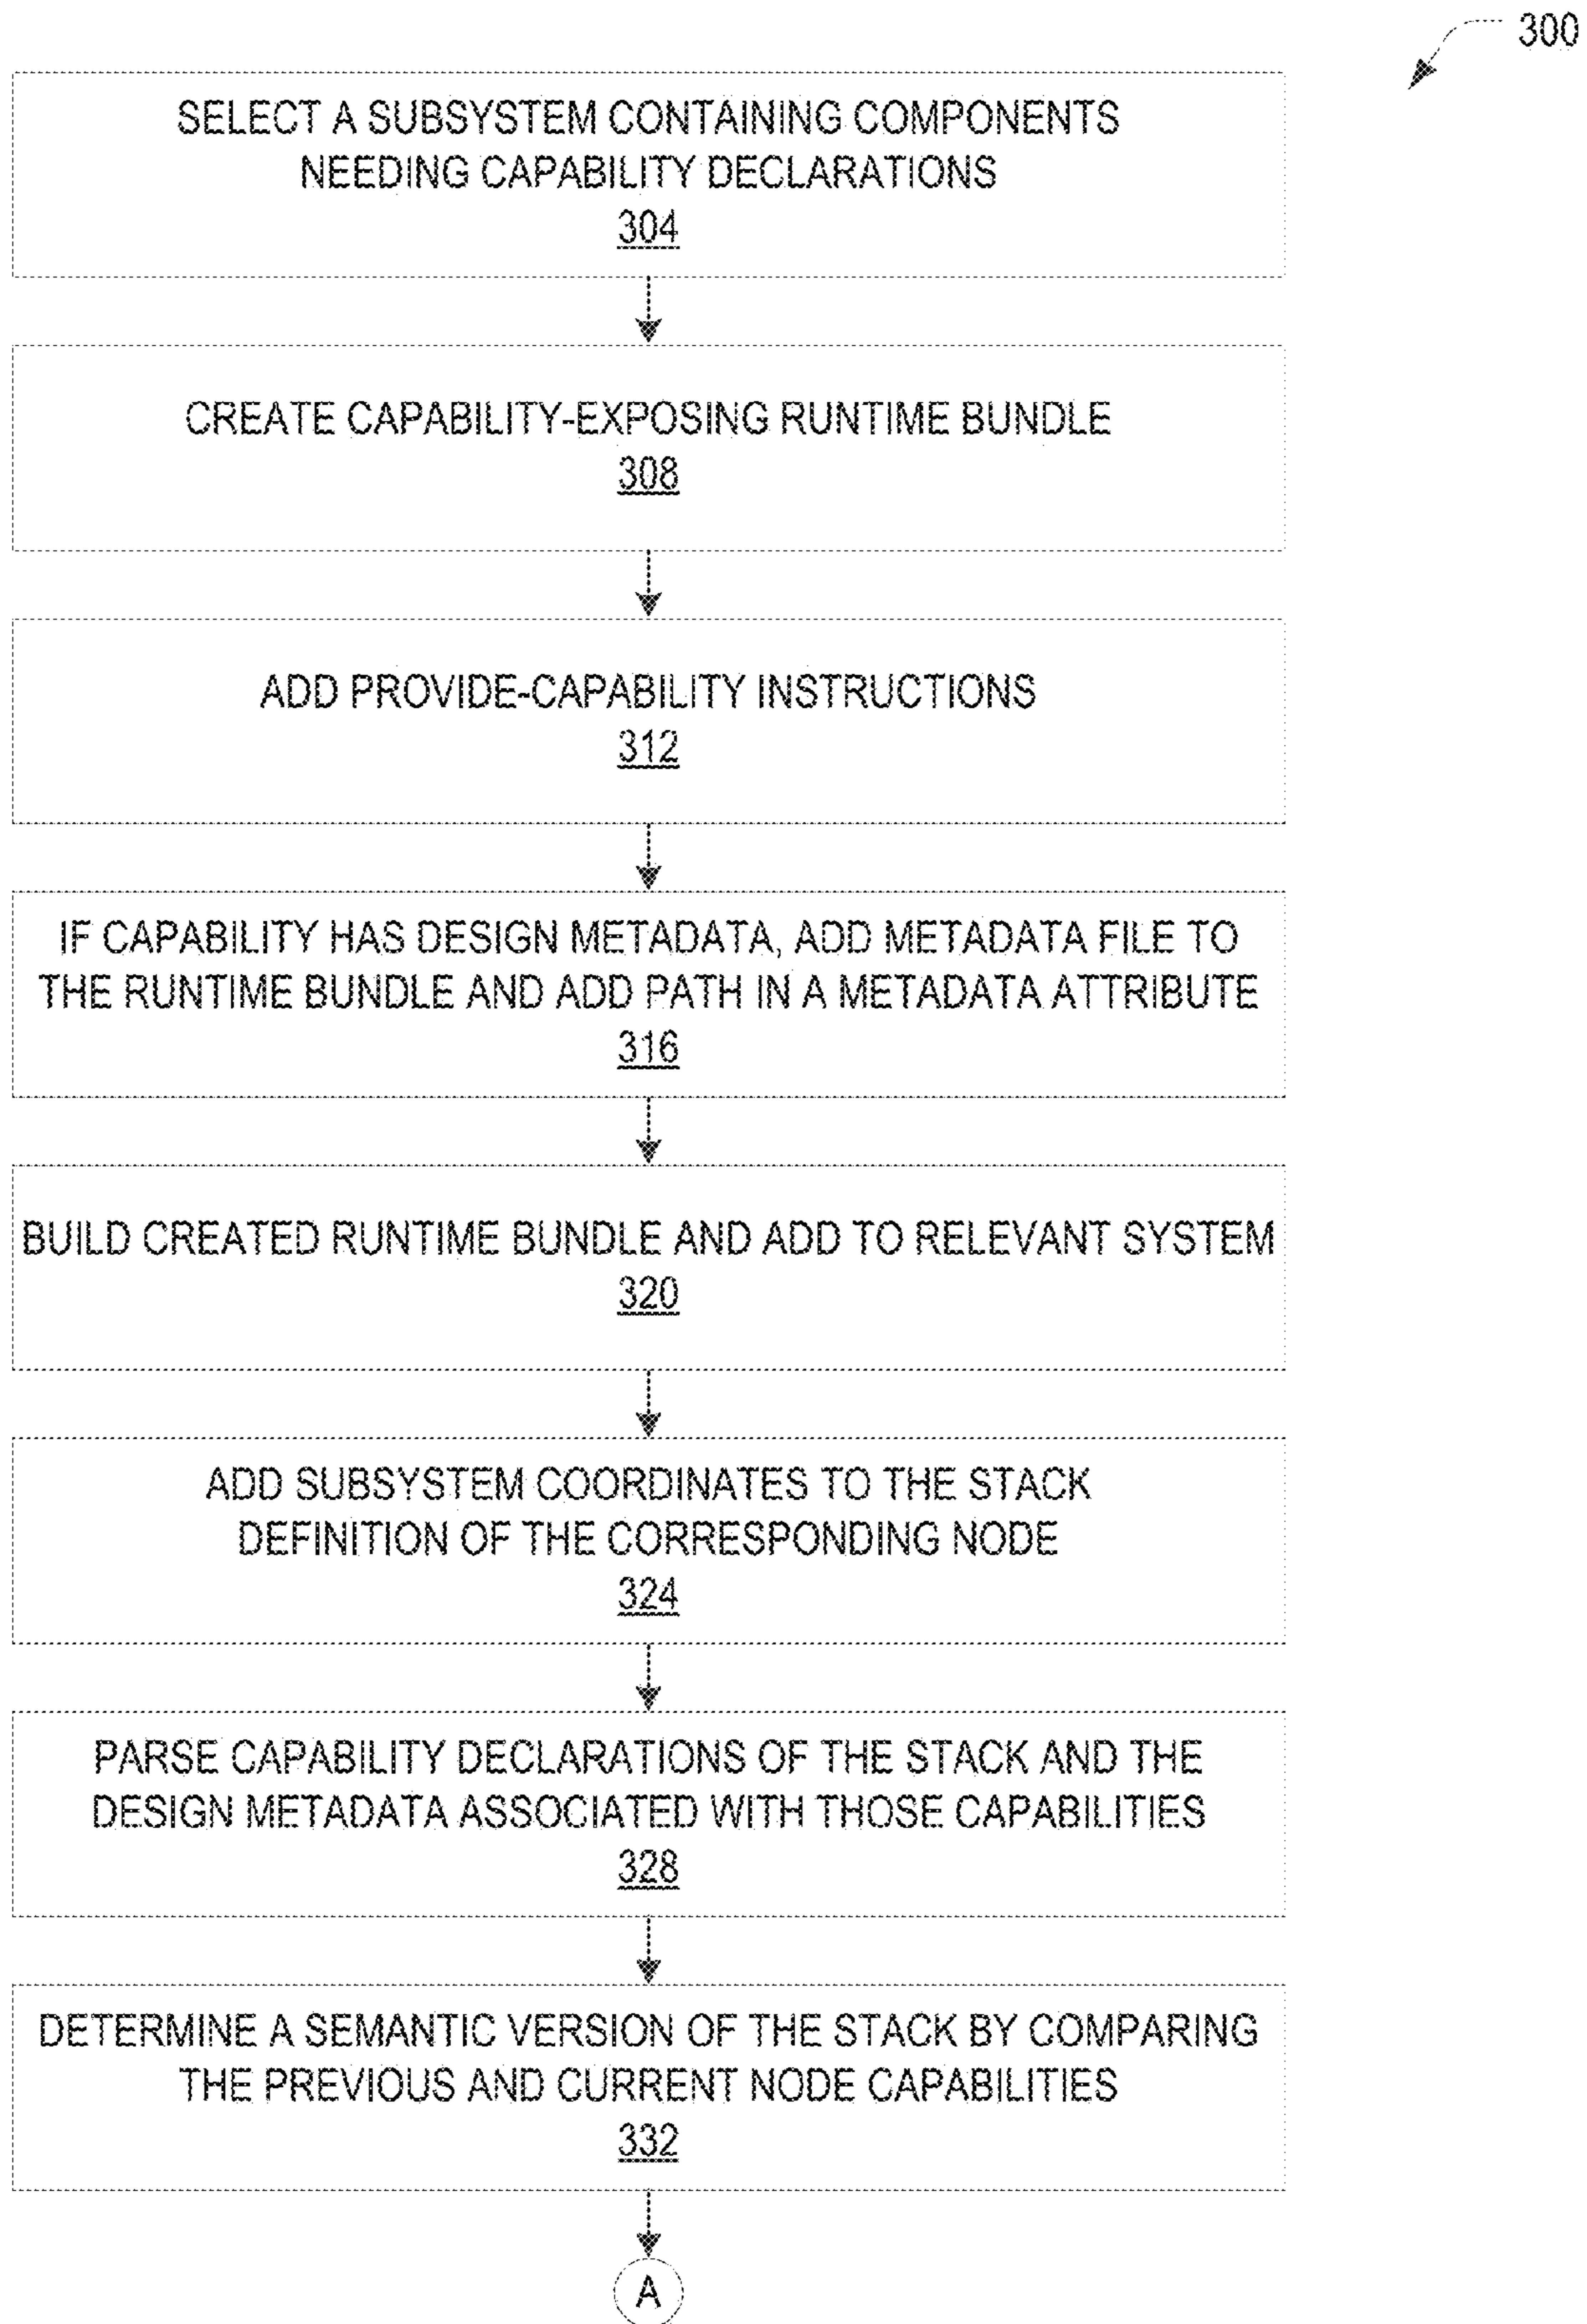 300
SELECT A SUBSYSTEM CONTAINING COMPONENTS
NEEDING CAPABILITY DECLARATIONS
304
CREATE CAPABILITY-EXPOSING RUNTIME BUNDLE
308
ADD PROVIDE-CAPABILITY INSTRUCTIONS
312
IF CAPABILITY HAS DESIGN METADATA, ADD METADATA FILE TO
THE RUNTIME BUNDLE AND ADD PATH IN A METADATA ATTRIBUTE
316
BUILD CREATED RUNTIME BUNDLE AND ADD TO RELEVANT SYSTEM
320
ADD SUBSYSTEM COORDINATES TO THE STACK
DEFINITION OF THE CORRESPONDING NODE
324
PARSE CAPABILITY DECLARATIONS OF THE STACK AND THE
DESIGN METADATA ASSOCIATED WITH THOSE CAPABILITIES
328
DETERMINE A SEMANTIC VERSION OF THE STACK BY COMPARING
THE PREVIOUS AND CURRENT NODE CAPABILITIES
332
A